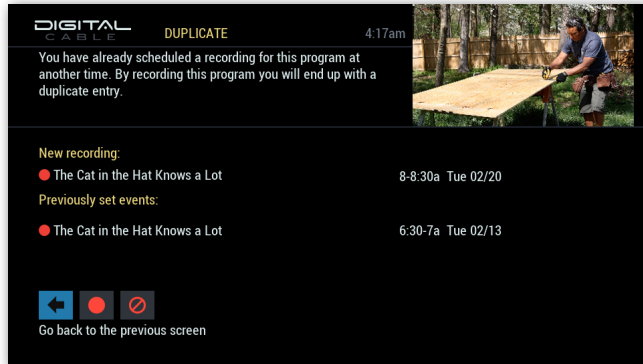 DIGITAL
CABLE
DUPLICATE
4:17am
You have already scheduled a recording for this program at
another time. By recording this program you will end up with a
duplicate entry.
New recording:
The Cat in the Hat Knows a Lot 8-8:30a Tue 02/20
Previously set events:
The Cat in the Hat Knows a Lot 6:30-7a Tue 02/13
Go back to the previous screen